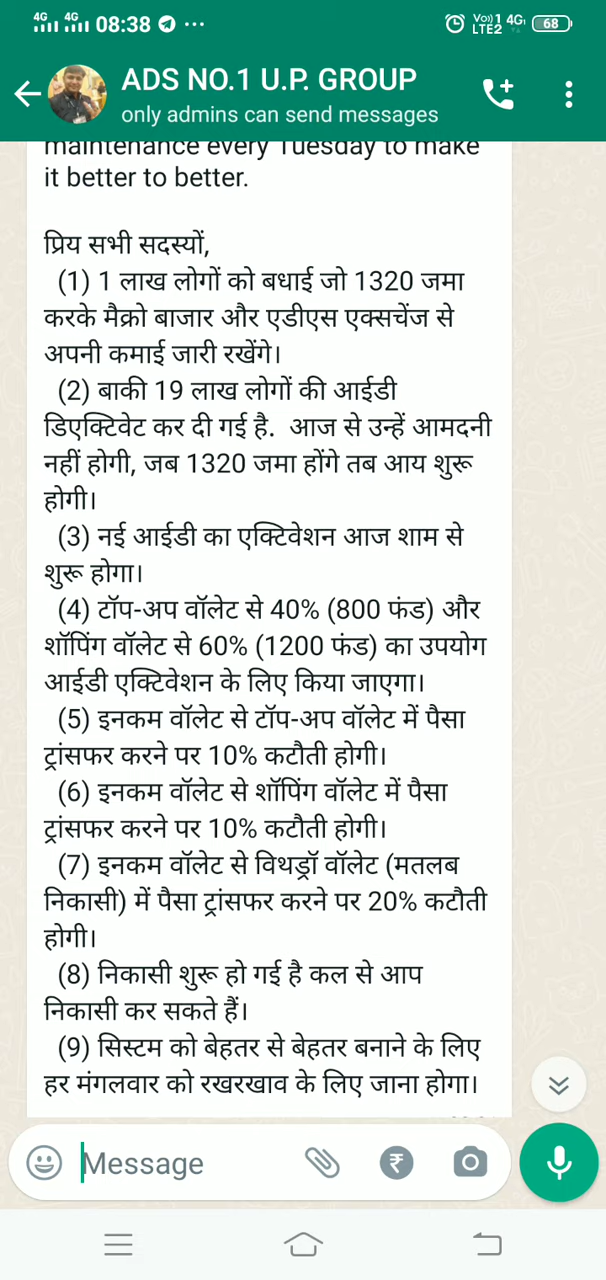 4G 4G 08:38 ...
Vo)) 1 4G
LTE2 68
ADS NO.1 U.P. GROUP
only admins can send messages
maintenance every Tuesday to make
it better to better.
प्रिय सभी सदस्यों,
(1) 1 लाख लोगों को बधाई जो 1320 जमा
करके मैक्रो बाजार और एडीएस एक्सचेंज से
अपनी कमाई जारी रखेंगे।
(2) बाकी 19 लाख लोगों की आईडी
डिएक्टिवेट कर दी गई है. आज से उन्हें आमदनी
नहीं होगी, जब 1320 जमा होंगे तब आय शुरू
होगी।
(3) नई आईडी का एक्टिवेशन आज शाम से
शुरू होगा।
(4) टॉप-अप वॉलेट से 40% (800 फंड) और
शॉपिंग वॉलेट से 60% (1200 फंड) का उपयोग
आईडी एक्टिवेशन के लिए किया जाएगा।
(5) इनकम वॉलेट से टॉप-अप वॉलेट में पैसा
ट्रांसफर करने पर 10% कटौती होगी।
(6) इनकम वॉलेट से शॉपिंग वॉलेट में पैसा
ट्रांसफर करने पर 10% कटौती होगी।
(7) इनकम वॉलेट से विथड्रॉ वॉलेट (मतलब
निकासी) में पैसा ट्रांसफर करने पर 20% कटौती
होगी।
(8) निकासी शुरू हो गई है कल से आप
निकासी कर सकते हैं।
(9) सिस्टम को बेहतर से बेहतर बनाने के लिए
हर मंगलवार को रखरखाव के लिए जाना होगा।
Message